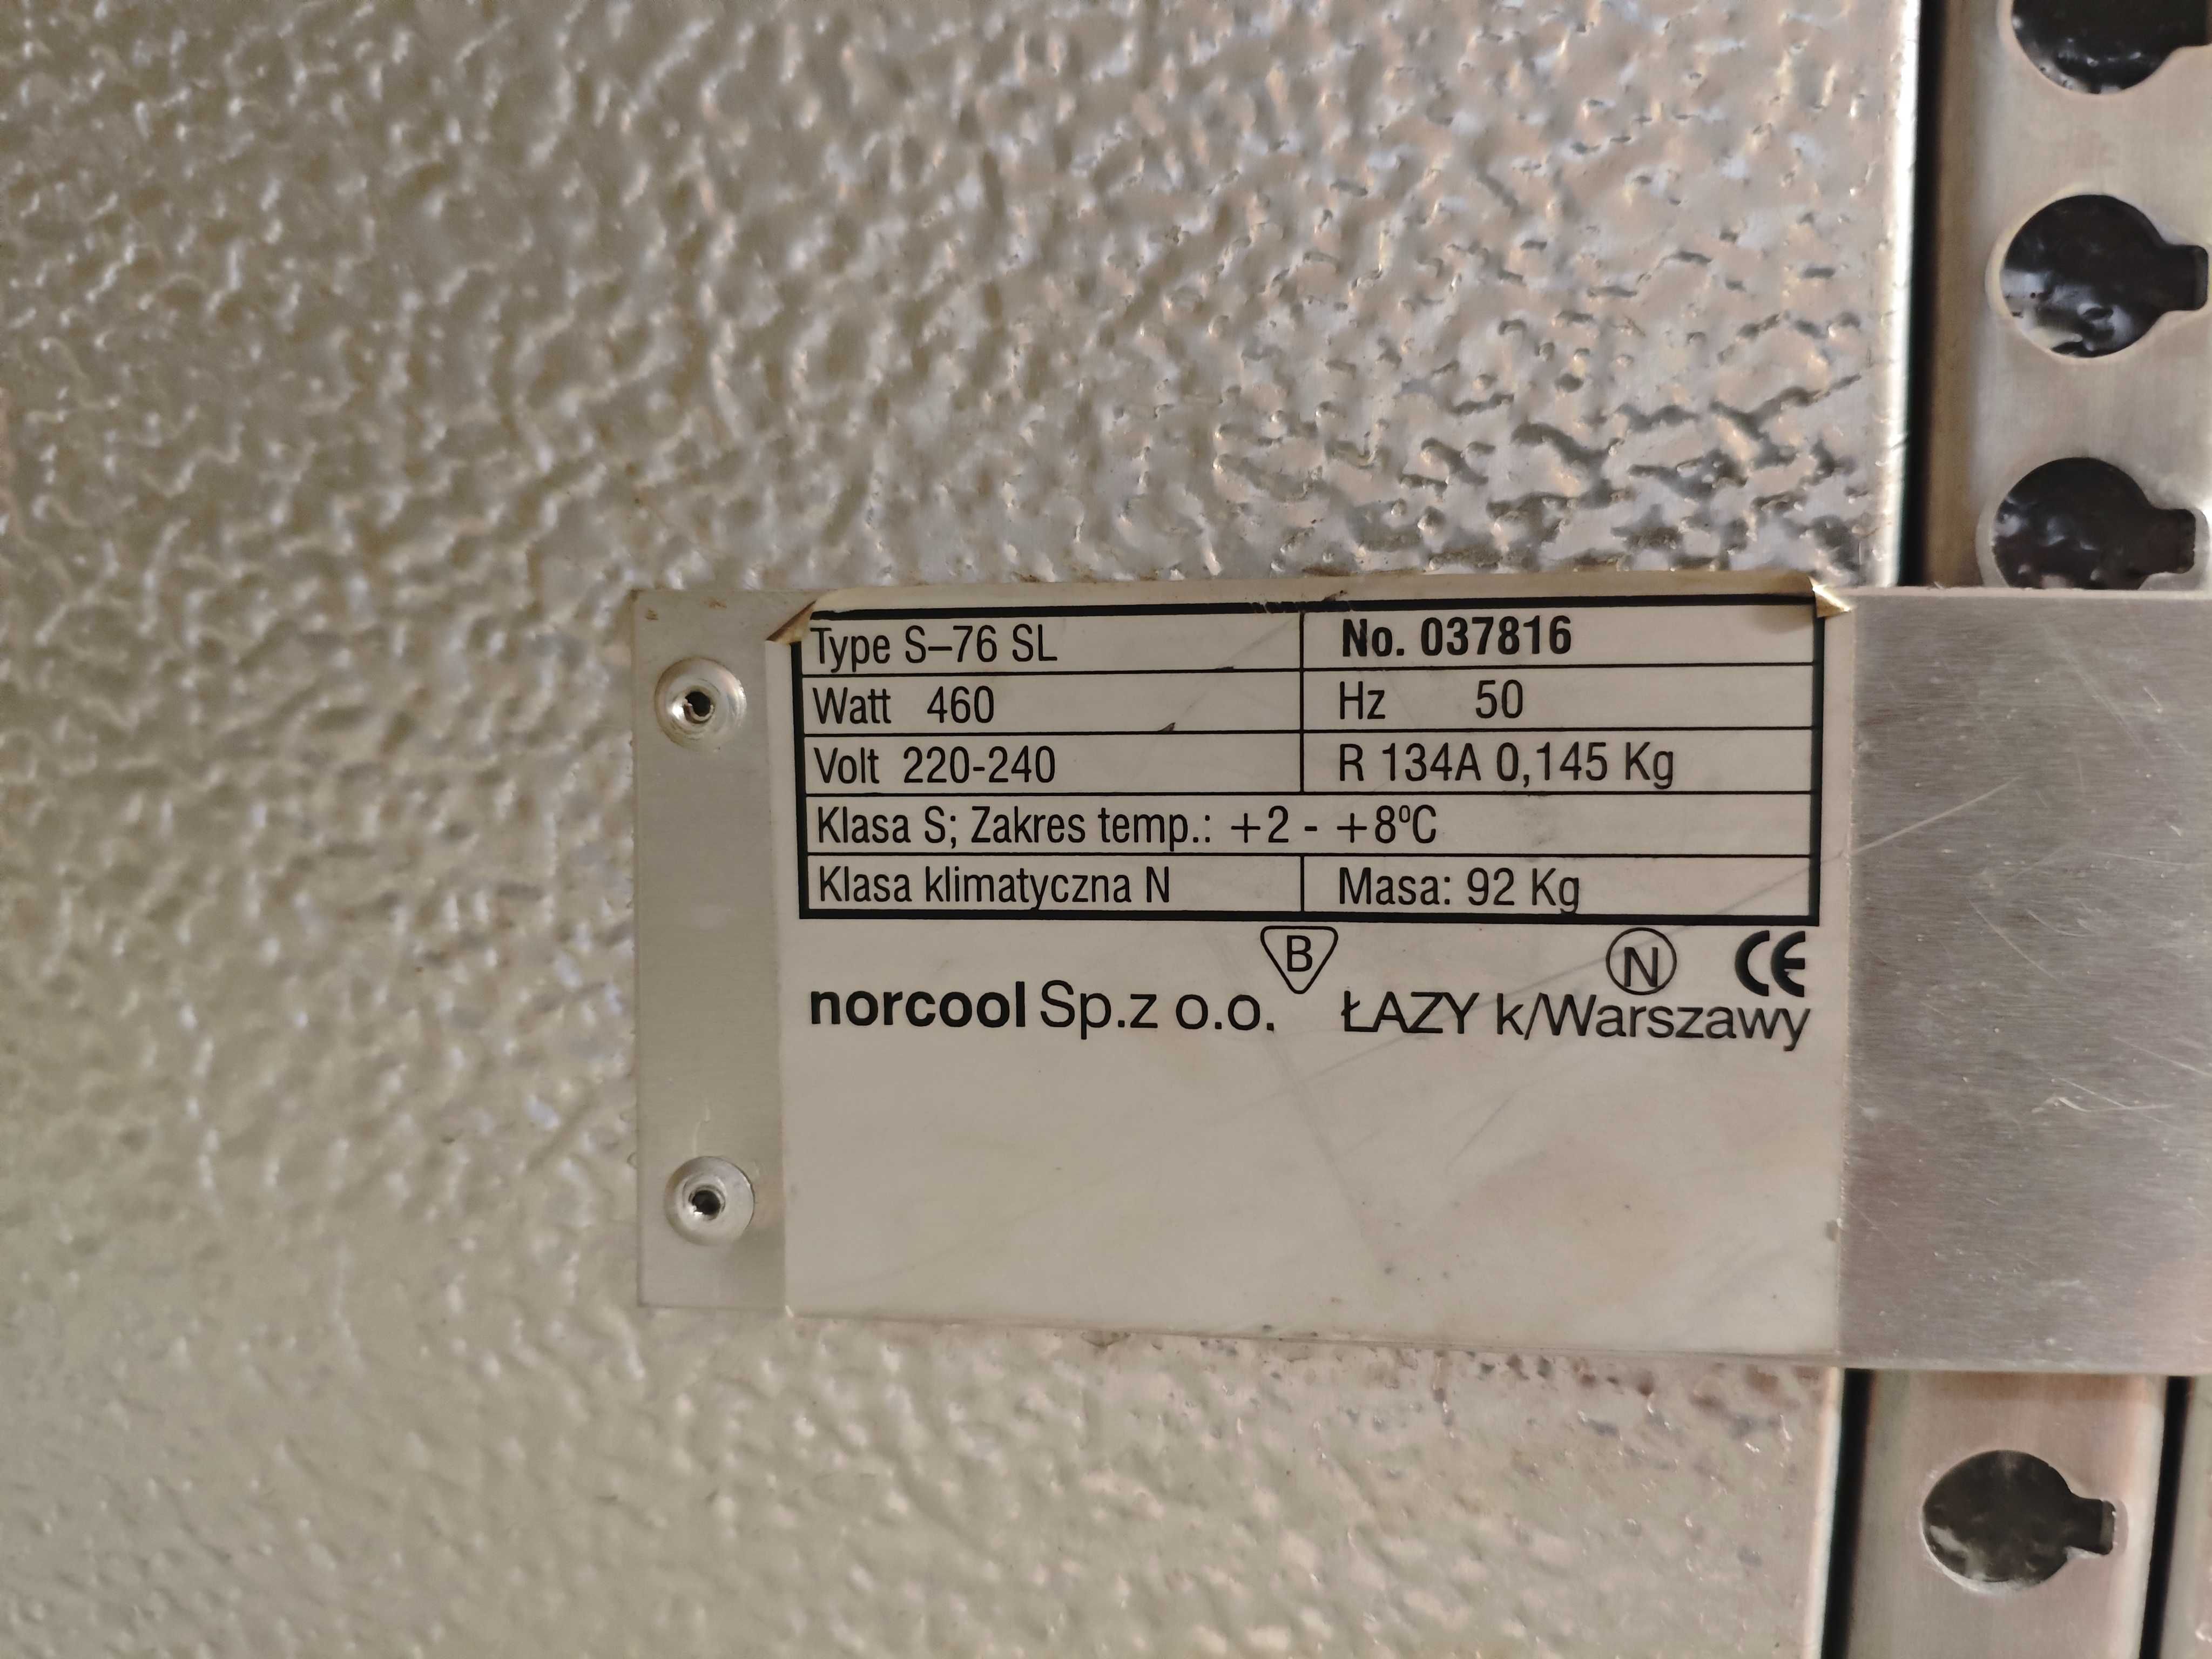 Type S–76 SL No. 037816
Watt 460 Hz 50
Volt 220-240 R 134A 0,145 Kg
Klasa S; Zakres temp.: +2 - +8⁰C
Klasa klimatyczna N Masa: 92 Kg
B N CE
norcool Sp.z o.o. ŁAZY k/Warszawy